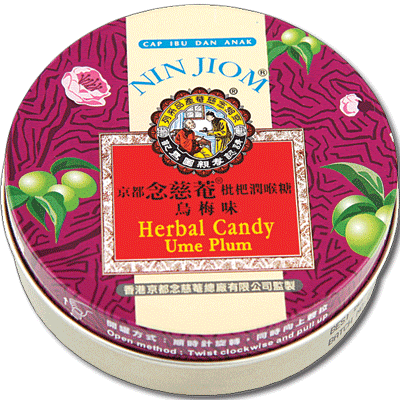 CAP IBU DAN ANAK
NIN JIOM®
京都念慈菴®枇杷潤喉糖
烏梅味
Herbal Candy
Ume Plum
香港京都念慈菴總廠有限公司監製
開蓋方式：順時針旋轉，同時向上輕拉
Open method : Twist clockwise and pull up